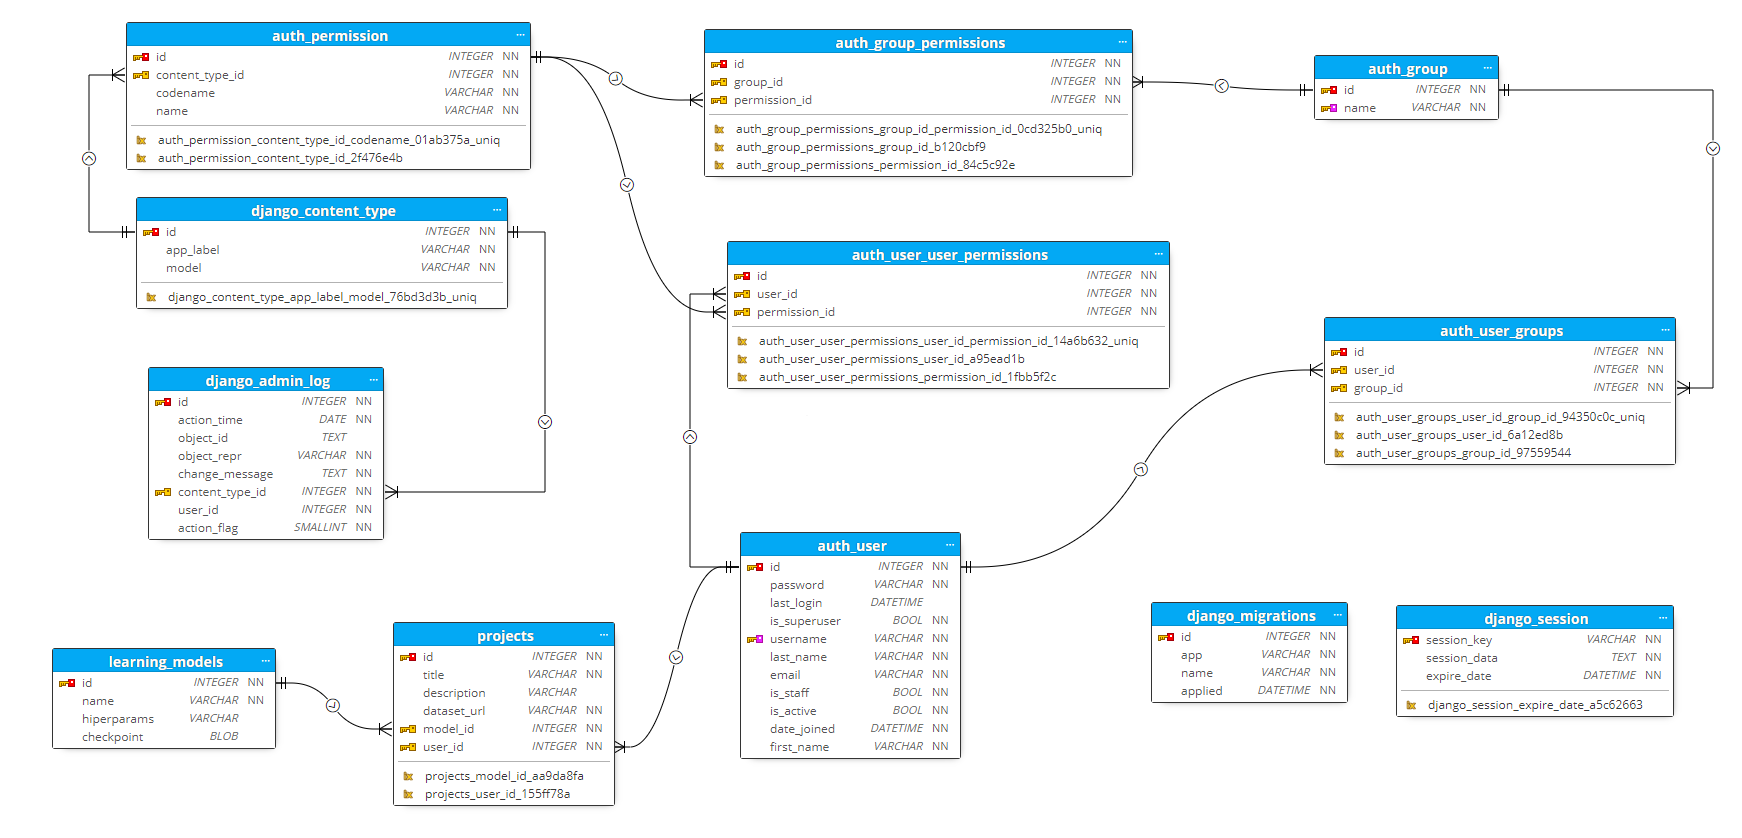 auth_permission
id INTEGER NN
content_type_id INTEGER NN
codename VARCHAR NN
name VARCHAR NN
auth_permission_content_type_id_codename_01ab375a_uniq
auth_permission_content_type_id_2f476e4b
auth_group_permissions
id INTEGER NN
group_id INTEGER NN
permission_id INTEGER NN
auth_group_permissions_group_id_permission_id_0cd325b0_uniq
auth_group_permissions_group_id_b120cbf9
auth_group_permissions_permission_id_84c5c92e
auth_group
id INTEGER NN
name VARCHAR NN
django_content_type
id INTEGER NN
app_label VARCHAR NN
model VARCHAR NN
django_content_type_app_label_model_76bd3d3b_uniq
auth_user_user_permissions
id INTEGER NN
user_id INTEGER NN
permission_id INTEGER NN
auth_user_user_permissions_user_id_permission_id_14a6b632_uniq
auth_user_user_permissions_user_id_a95ead1b
auth_user_user_permissions_permission_id_1fbb5f2c
auth_user_groups
id INTEGER NN
user_id INTEGER NN
group_id INTEGER NN
auth_user_groups_user_id_group_id_94350c0c_uniq
auth_user_groups_user_id_6a12ed8b
auth_user_groups_group_id_97559544
django_admin_log
id INTEGER NN
action_time DATE NN
object_id TEXT
object_repr VARCHAR NN
change_message TEXT NN
content_type_id INTEGER NN
user_id INTEGER NN
action_flag SMALLINT NN
auth_user
id INTEGER NN
password VARCHAR NN
last_login DATETIME
is_superuser BOOL NN
username VARCHAR NN
last_name VARCHAR NN
email VARCHAR NN
is_staff BOOL NN
is_active BOOL NN
date_joined DATETIME NN
first_name VARCHAR NN
django_migrations
id INTEGER NN
app VARCHAR NN
name VARCHAR NN
applied DATETIME NN
django_session
session_key VARCHAR NN
session_data TEXT NN
expire_date DATETIME NN
django_session_expire_date_a5c62663
projects
id INTEGER NN
title VARCHAR NN
description VARCHAR
dataset_url VARCHAR NN
model_id INTEGER NN
user_id INTEGER NN
projects_model_id_aa9da8fa
projects_user_id_155ff78a
learning_models
id INTEGER NN
name VARCHAR NN
hiperparams VARCHAR
checkpoint BLOB